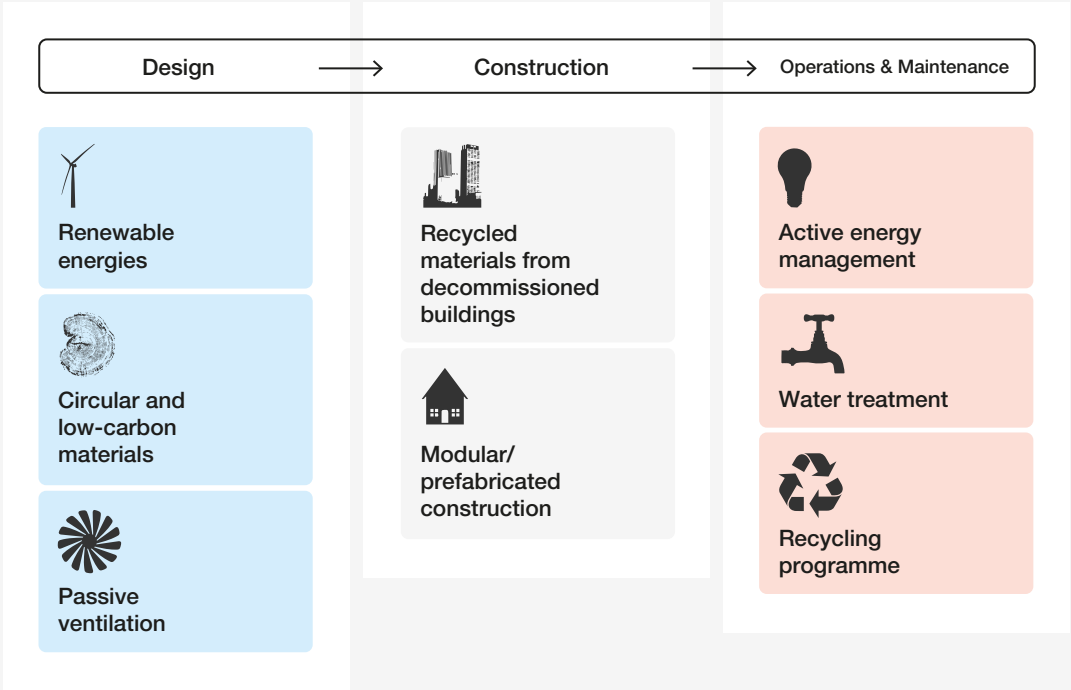 Design
Construction
Operations & Maintenance
Renewable
energies
Circular and
low-carbon
materials
Passive
ventilation
Recycled
materials from
decommissioned
buildings
Modular/
prefabricated
construction
Active energy
management
Water treatment
Recycling
programme